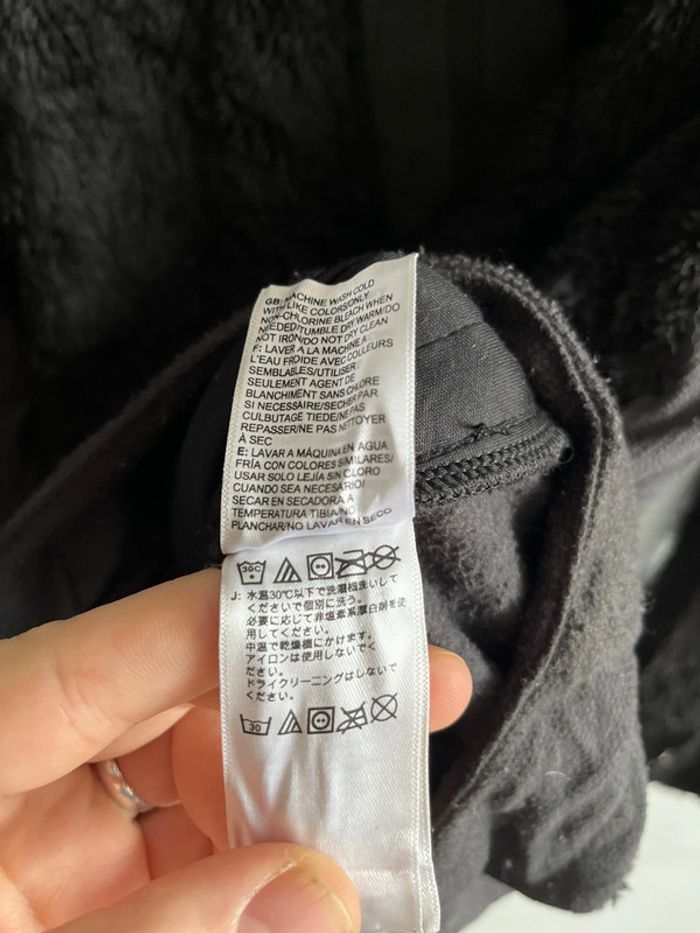 GB: MACHINE WASH COLD
WITH LIKE COLORS/ONLY
NON-CHLORINE BLEACH WHEN
NEEDED/TUMBLE DRY WARM/DO
NOT IRON/DO NOT DRY CLEAN
F: LAVER A LA MACHINE A
L'EAU FROIDE AVEC COULEURS
SEMBLABLES/UTILISER
SEULEMENT AGENT DE
BLANCHIMENT SANS CHLORE
SI NECESSAIRE/SECHER PAR
CULBUTAGE TIEDE/NE PAS
REPASSER/NE PAS NETTOYER
À SEC
E: LAVAR A MÁQUINA EN AGUA
FRÍA CON COLORES SIMILARES/
USAR SOLO LEJÍA SIN CLORO
CUANDO SEA NECESARIO/
SECAR EN SECADORA A
TEMPERATURA TIBIA/NO
PLANCHAR/NO LAVAR EN SECO
30C
J: 水温30℃以下で洗濯機洗いして
くださいで個別に洗う。
必要に応じて非塩素系漂白剤を使
用してください。
中温で乾燥機にかけます。
アイロンは使用しないでく
ださい。
ドライクリーニングはしないで
ください。
30